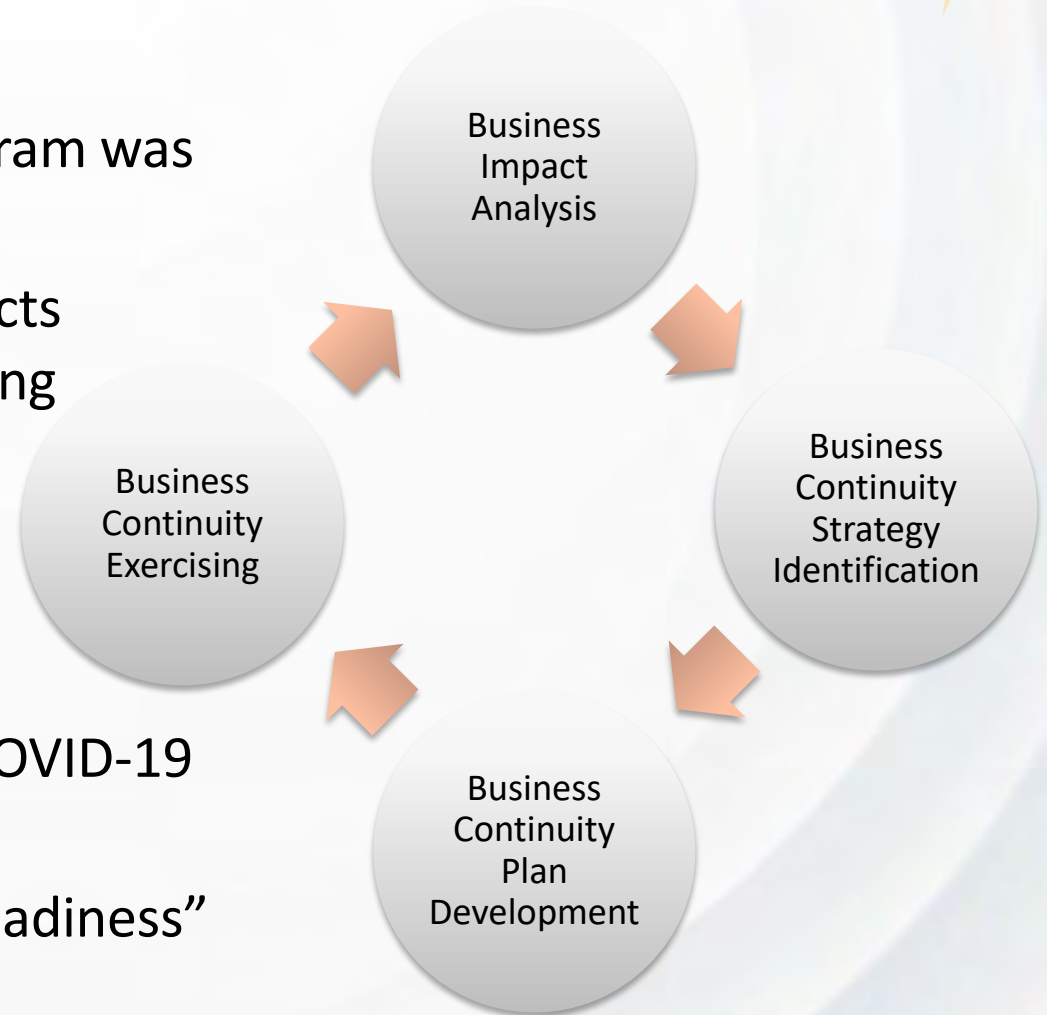 ram was
cts
ng
OVID-19
adiness”
Business
Impact
Analysis
Business
Continuity
Strategy
Identification
Business
Continuity
Plan
Development
Business
Continuity
Exercising